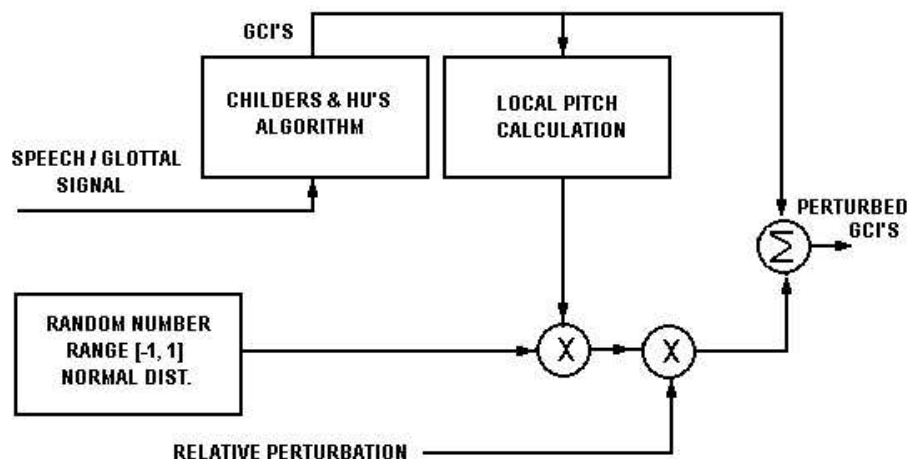 GCI'S
CHILDERS & HU'S
ALGORITHM
LOCAL PITCH
CALCULATION
SPEECH / GLOTTAL
SIGNAL
PERTURBED
GCI'S
Σ
RANDOM NUMBER
RANGE [-1, 1]
NORMAL DIST.
X
X
RELATIVE PERTURBATION